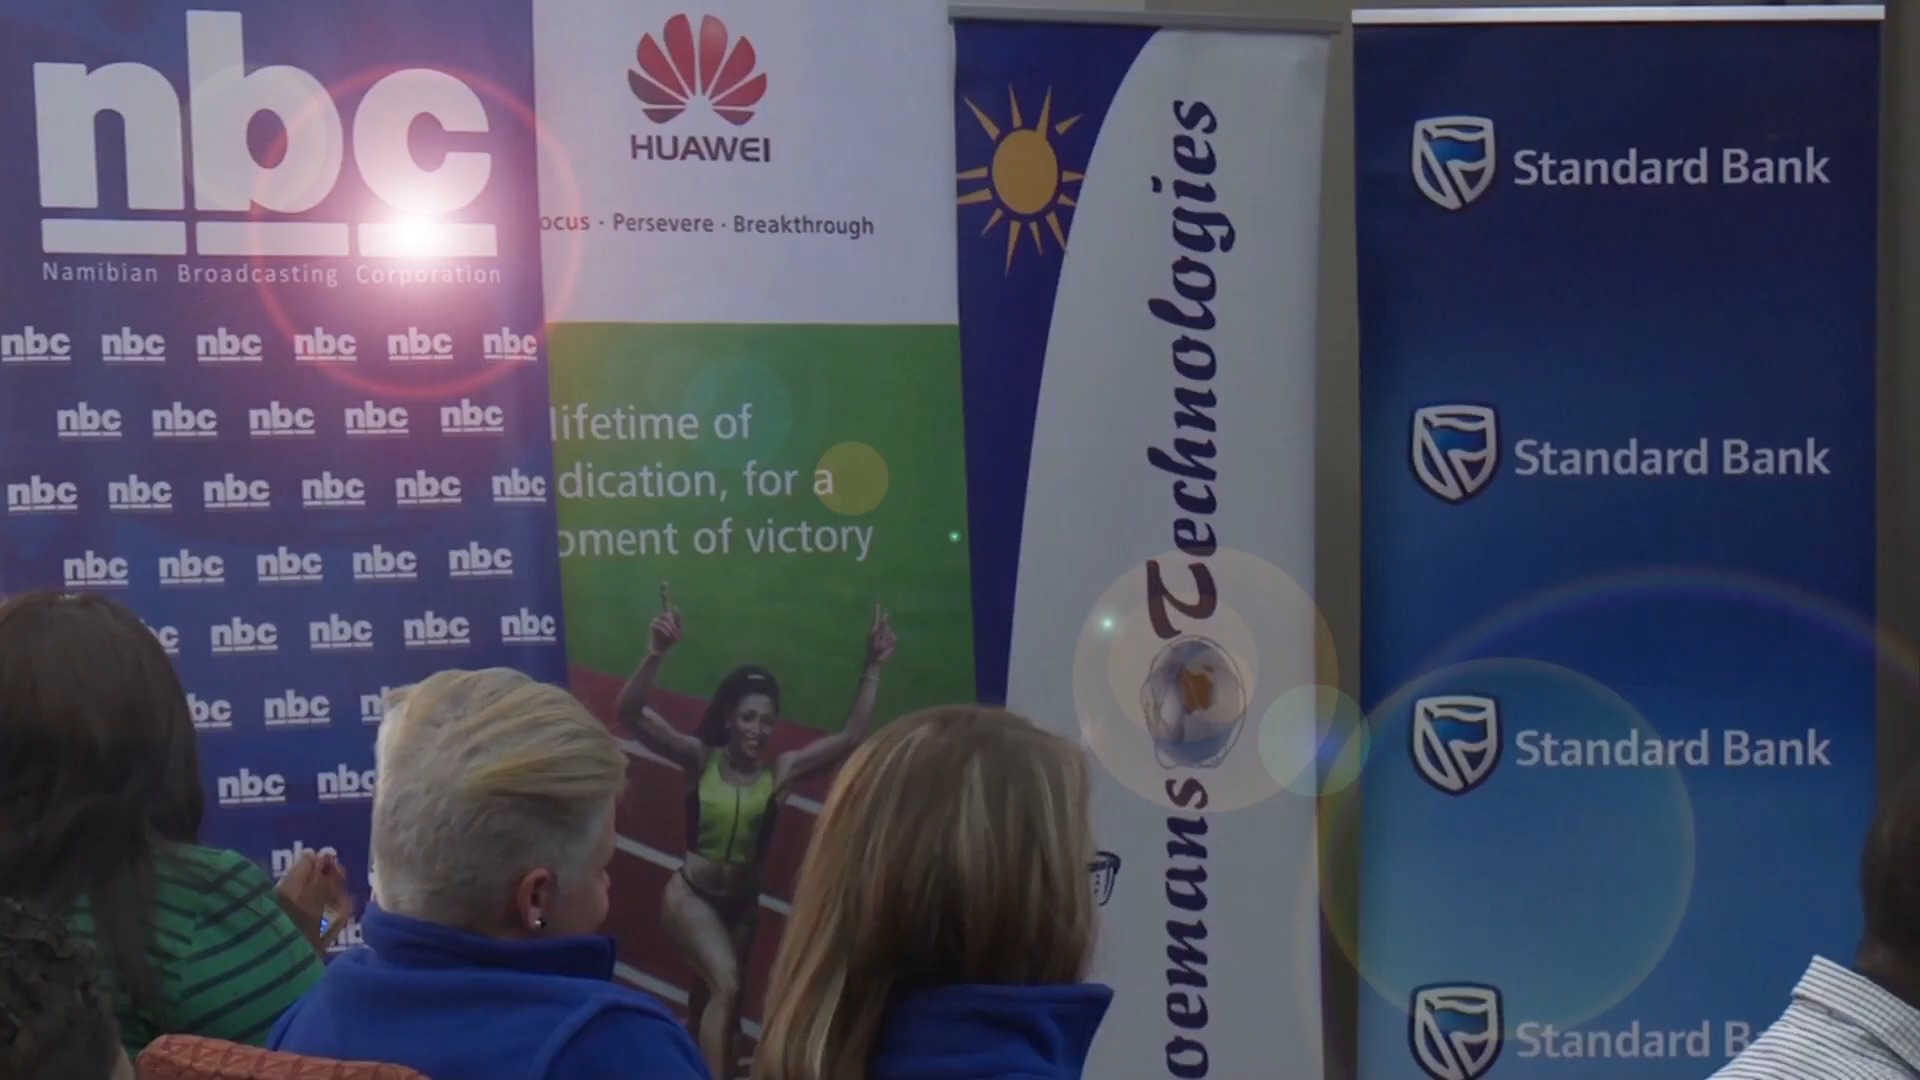 nbc
Namibian Broadcasting Corporation
nbc nbc nbc nbc nbc nbc
nbc nbc nbc nbc nbc
nbc nbc nbc nbc nbc nbc
nbc nbc nbc nbc nbc
nbc nbc nbc nbc
nbc
nbc nbc
nbc
HUAWEI
ocus · Persevere · Breakthrough
lifetime of
dication, for a
oment of victory
oemans Technologies
Standard Bank
Standard Bank
Standard Bank
Standard